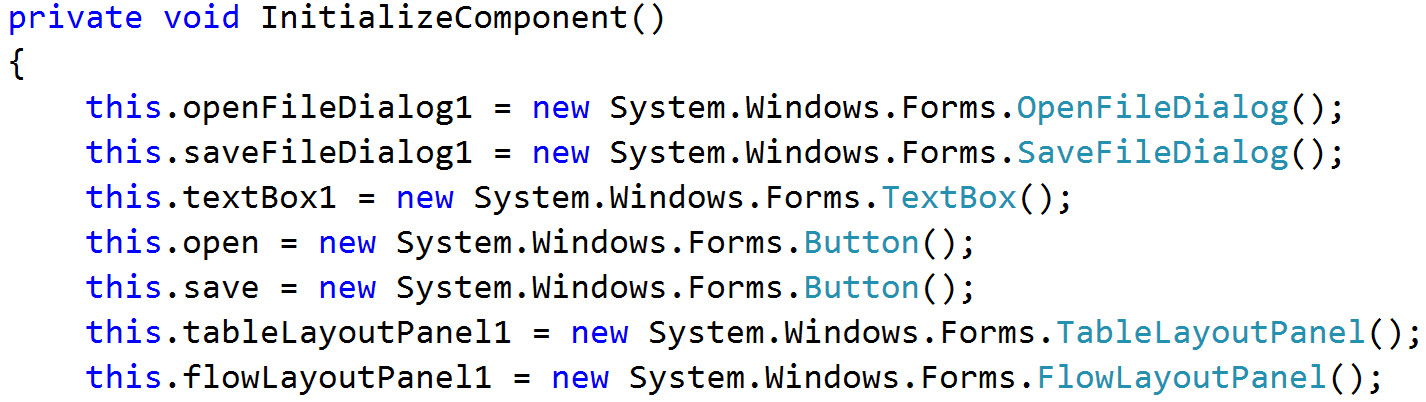 private void InitializeComponent()
{
    this.openFileDialog1 = new System.Windows.Forms.OpenFileDialog();
    this.saveFileDialog1 = new System.Windows.Forms.SaveFileDialog();
    this.textBox1 = new System.Windows.Forms.TextBox();
    this.open = new System.Windows.Forms.Button();
    this.save = new System.Windows.Forms.Button();
    this.tableLayoutPanel1 = new System.Windows.Forms.TableLayoutPanel();
    this.flowLayoutPanel1 = new System.Windows.Forms.FlowLayoutPanel();